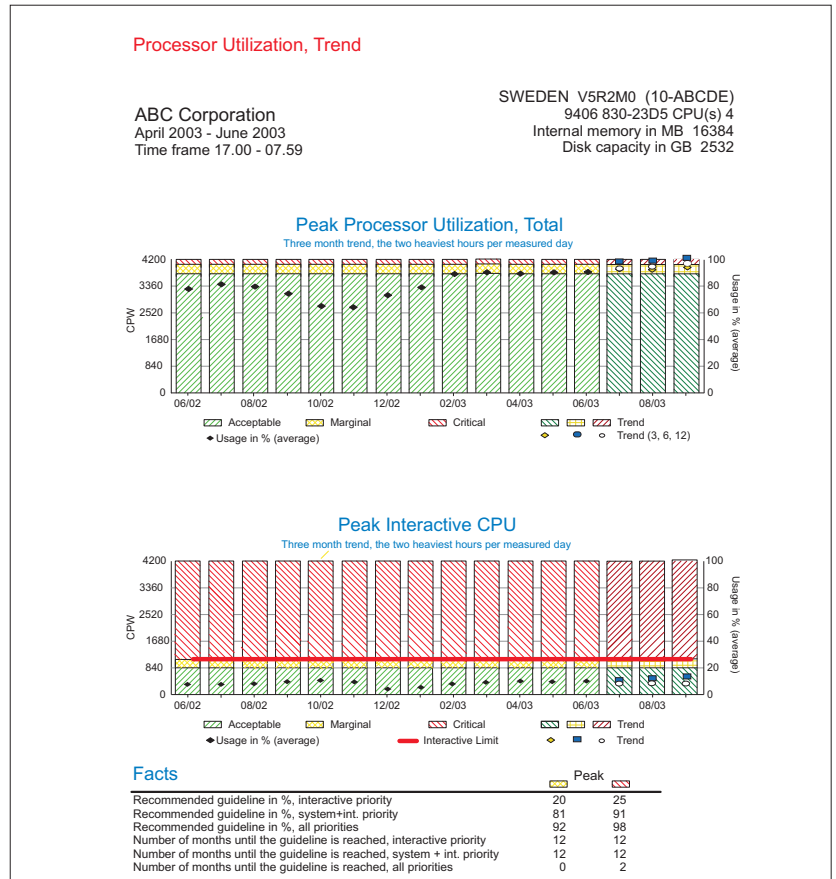 Processor Utilization, Trend
ABC Corporation
April 2003 - June 2003
Time frame 17.00 - 07.59
SWEDEN V5R2M0 (10-ABCDE)
9406 830-23D5 CPU(s) 4
Internal memory in MB 16384
Disk capacity in GB 2532
Peak Processor Utilization, Total
Three month trend, the two heaviest hours per measured day
4200
3360
2520
1680
840
0
CPW
100
80
60
40
20
0
Usage in % (average)
06/02 08/02 10/02 12/02 02/03 04/03 06/03 08/03
Acceptable Marginal Critical Trend
Usage in % (average) Trend (3, 6, 12)
Peak Interactive CPU
Three month trend, the two heaviest hours per measured day
4200
3360
2520
1680
840
0
CPW
100
80
60
40
20
0
Usage in % (average)
06/02 08/02 10/02 12/02 02/03 04/03 06/03 08/03
Acceptable Marginal Critical Trend
Usage in % (average) Interactive Limit Trend
Facts Peak
Recommended guideline in %, interactive priority 20 25
Recommended guideline in %, system+int. priority 81 91
Recommended guideline in %, all priorities 92 98
Number of months until the guideline is reached, interactive priority 12 12
Number of months until the guideline is reached, system + int. priority 12 12
Number of months until the guideline is reached, all priorities 0 2